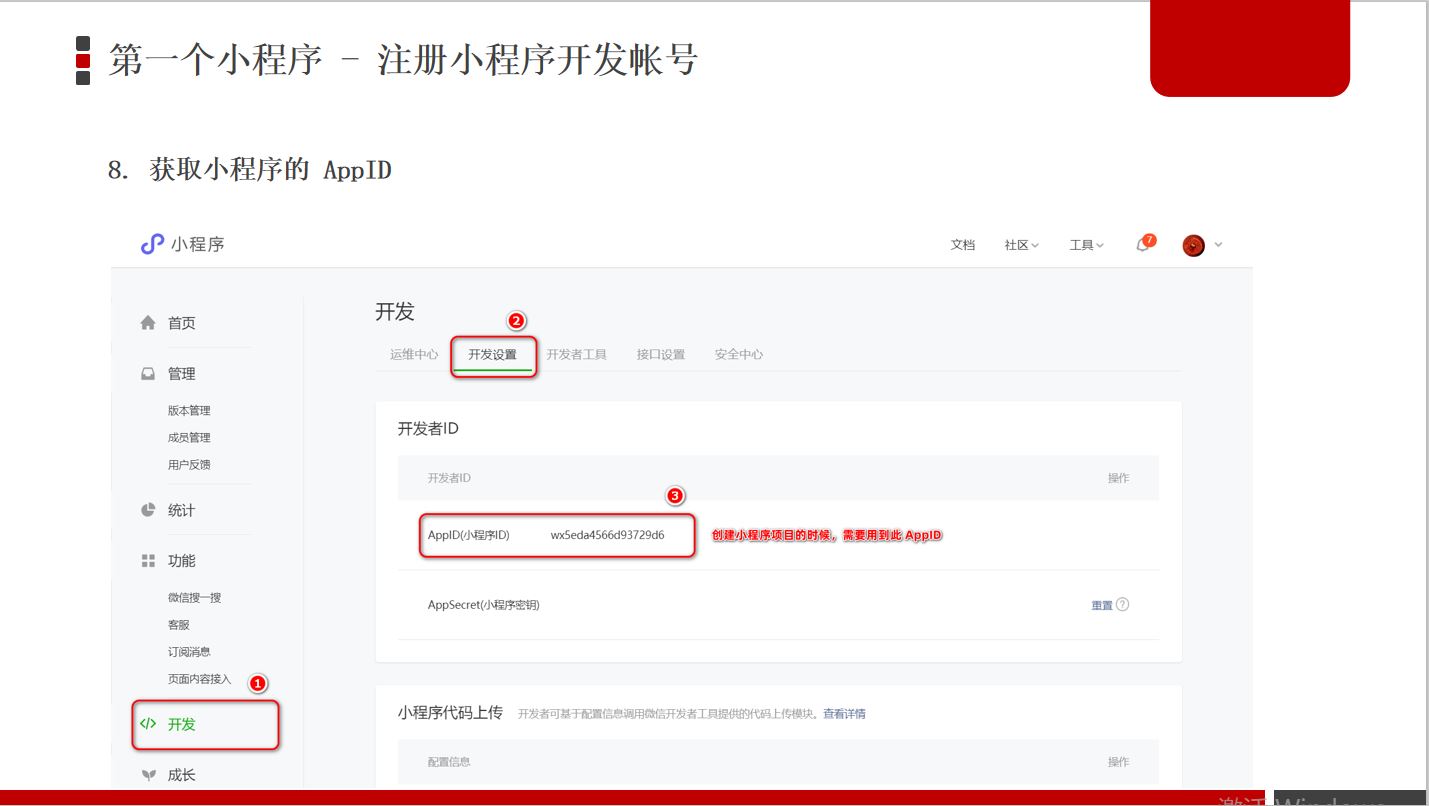 第一个小程序 - 注册小程序开发帐号
8. 获取小程序的 AppID
小程序
文档 社区 工具 7
首页
管理
版本管理
成员管理
用户反馈
统计
功能
微信搜一搜
客服
订阅消息
页面内容接入
1
开发
成长
开发
2
运维中心 开发设置 开发者工具 接口设置 安全中心
开发者ID
开发者ID 操作
3
AppID(小程序ID) wx5eda4566d93729d6 创建小程序项目的时候，需要用到此 AppID
AppSecret(小程序密钥) 重置 ?
小程序代码上传 开发者可基于配置信息调用微信开发者工具提供的代码上传模块。查看详情
配置信息 操作